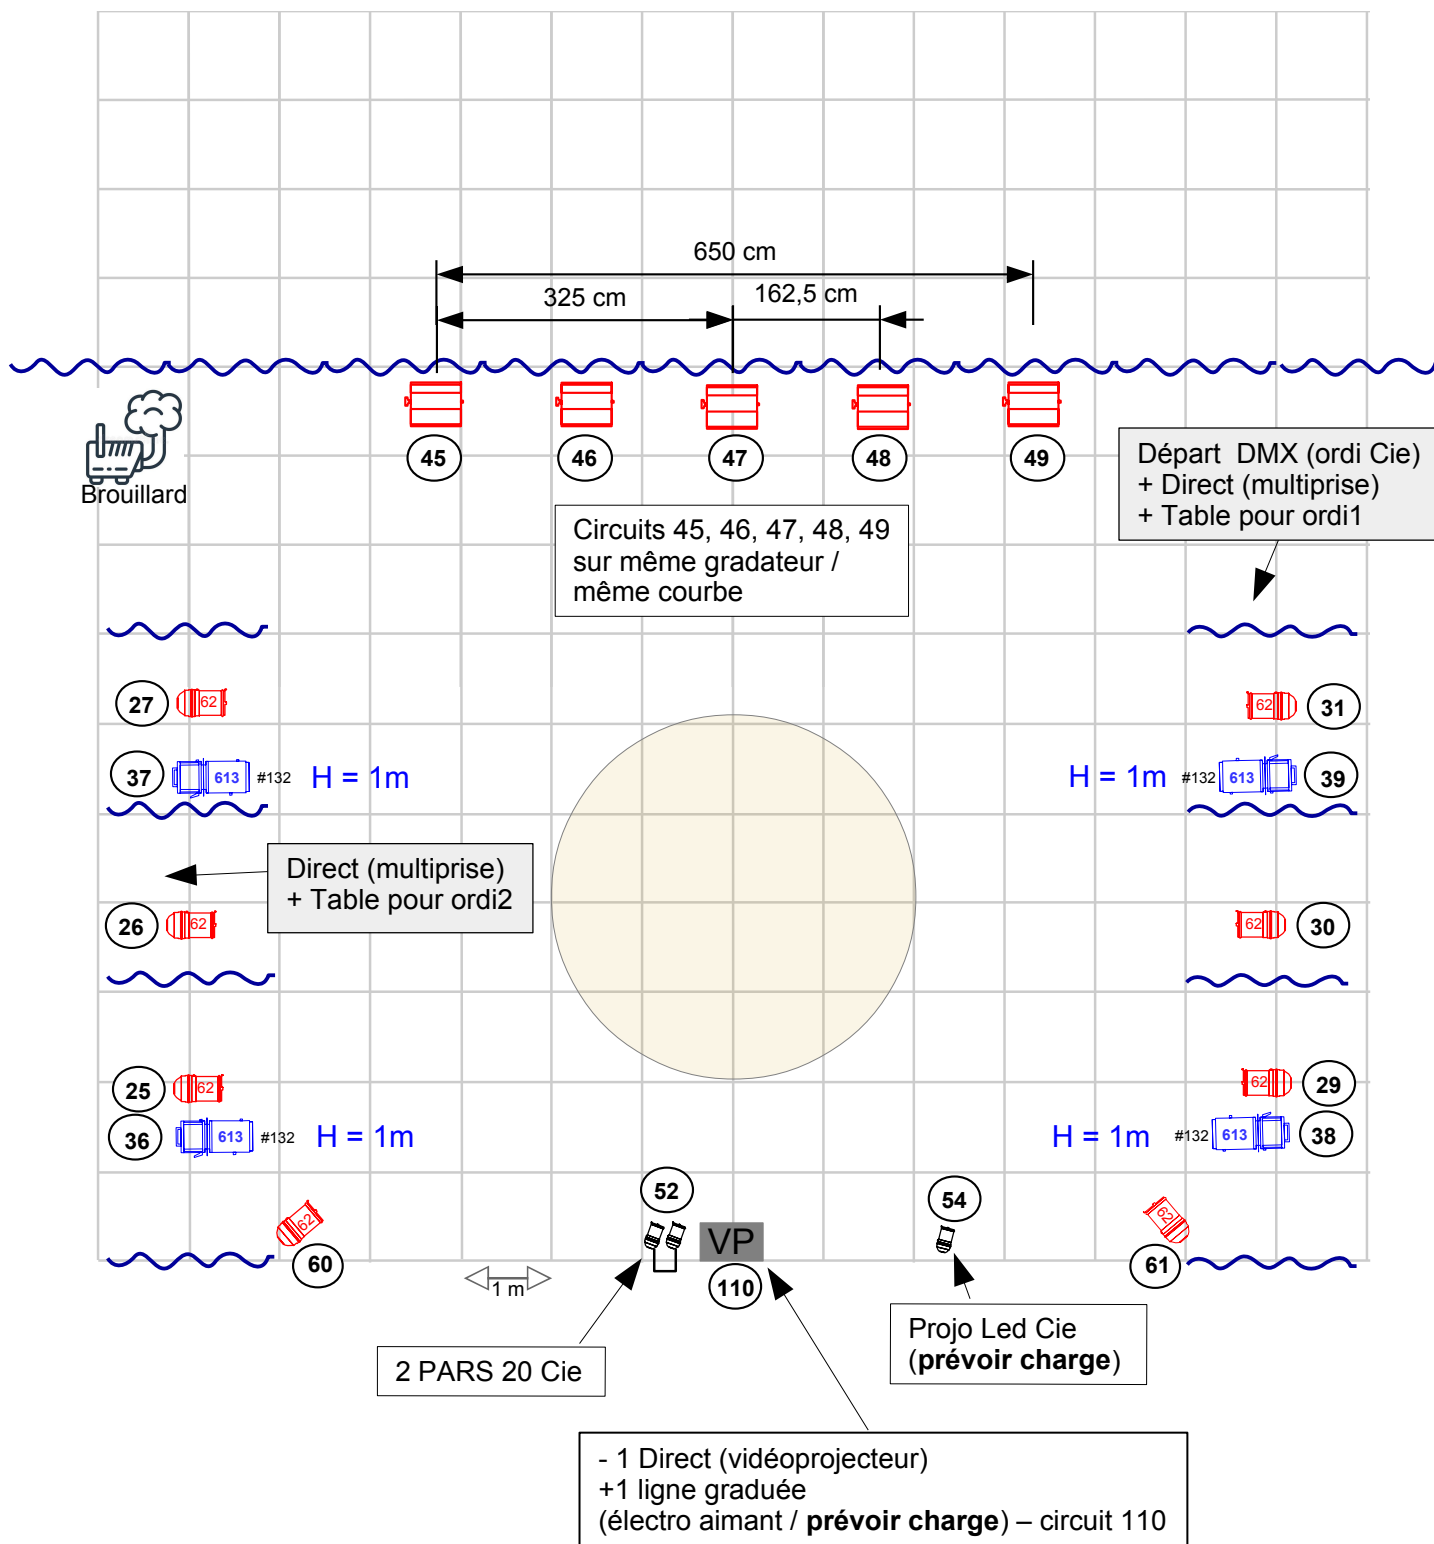 650 cm
325 cm
162,5 cm
Brouillard
45
46
47
48
49
Départ  DMX (ordi Cie)
+ Direct (multiprise)
+ Table pour ordi1
Circuits 45, 46, 47, 48, 49
sur même gradateur /
même courbe
27
62
62
31
37
613
#132
H = 1m
H = 1m
#132
613
39
Direct (multiprise)
+ Table pour ordi2
26
62
62
30
25
62
62
29
36
613
#132
H = 1m
H = 1m
#132
613
38
52
54
62
60
VP
62
61
1 m
110
2 PARS 20 Cie
Projo Led Cie
(prévoir charge)
- 1 Direct (vidéoprojecteur)
+1 ligne graduée
(électro aimant / prévoir charge) – circuit 110